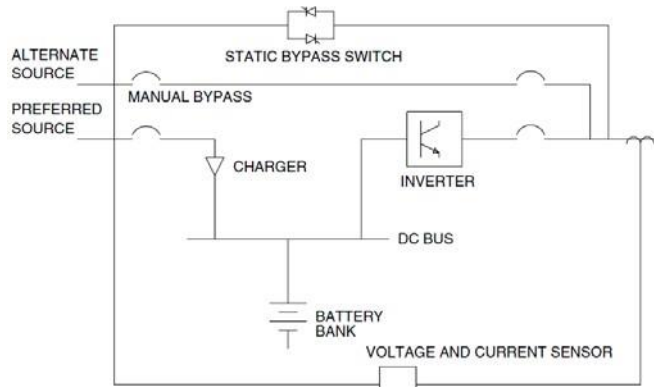 STATIC BYPASS SWITCH
ALTERNATE
SOURCE
MANUAL BYPASS
PREFERRED
SOURCE
CHARGER
INVERTER
DC BUS
BATTERY
BANK
VOLTAGE AND CURRENT SENSOR